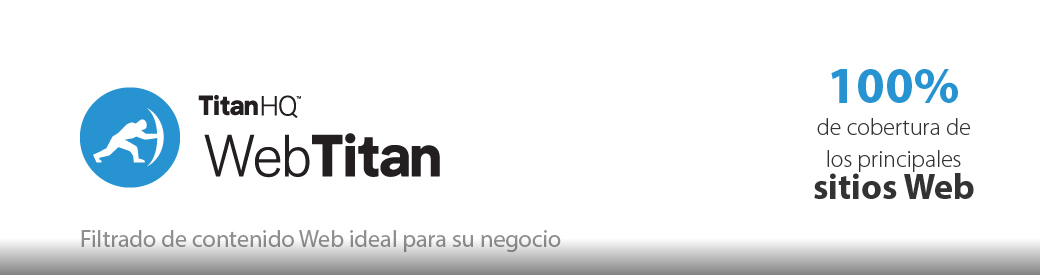 TitanHQ™
WebTitan
Filtrado de contenido Web ideal para su negocio
100%
de cobertura de
los principales
sitios Web